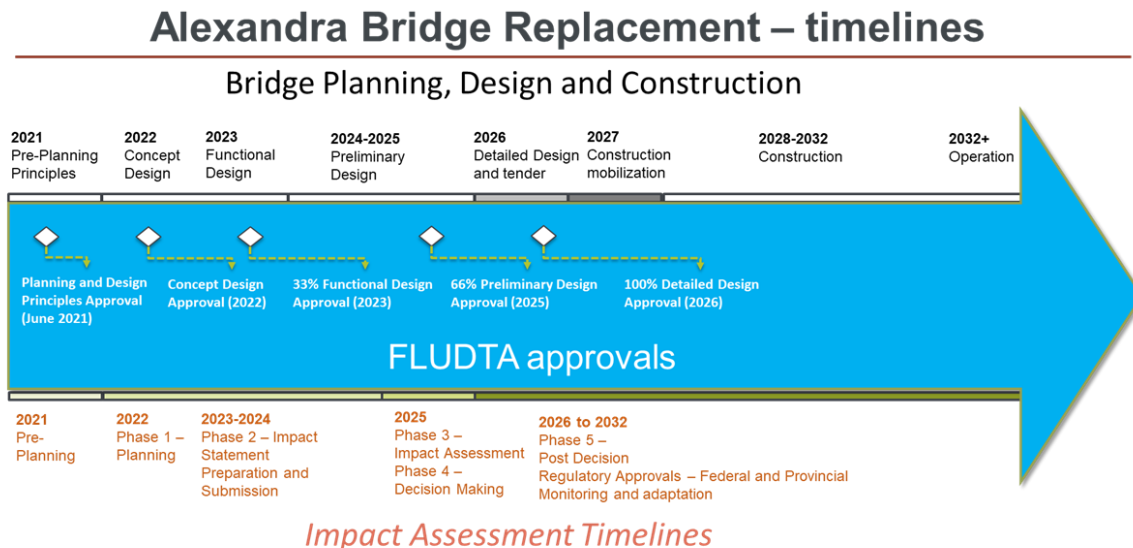 Alexandra Bridge Replacement – timelines
Bridge Planning, Design and Construction
2021
Pre-Planning
Principles
2022
Concept
Design
2023
Functional
Design
2024-2025
Preliminary
Design
2026
Detailed Design
and tender
2027
Construction
mobilization
2028-2032
Construction
2032+
Operation
Planning and Design
Principles Approval
(June 2021)
Concept Design
Approval (2022)
33% Functional Design
Approval (2023)
66% Preliminary Design
Approval (2025)
100% Detailed Design
Approval (2026)
FLUDTA approvals
2021
Pre-
Planning
2022
Phase 1 –
Planning
2023-2024
Phase 2 – Impact
Statement
Preparation and
Submission
2025
Phase 3 –
Impact Assessment
Phase 4 –
Decision Making
2026 to 2032
Phase 5 –
Post Decision
Regulatory Approvals – Federal and Provincial
Monitoring and adaptation
Impact Assessment Timelines